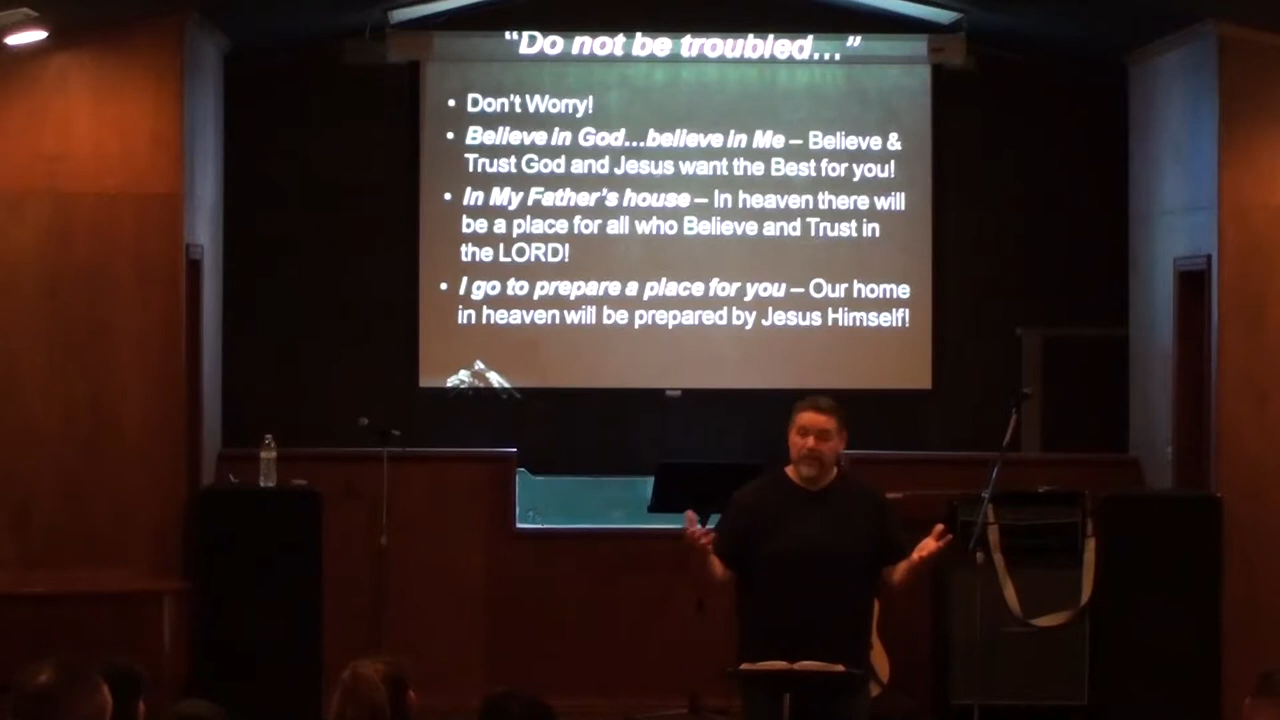 “Do not be troubled…”
• Don’t Worry!
• Believe in God…believe in Me – Believe &
Trust God and Jesus want the Best for you!
• In My Father’s house – In heaven there will
be a place for all who Believe and Trust in
the LORD!
• I go to prepare a place for you – Our home
in heaven will be prepared by Jesus Himself!